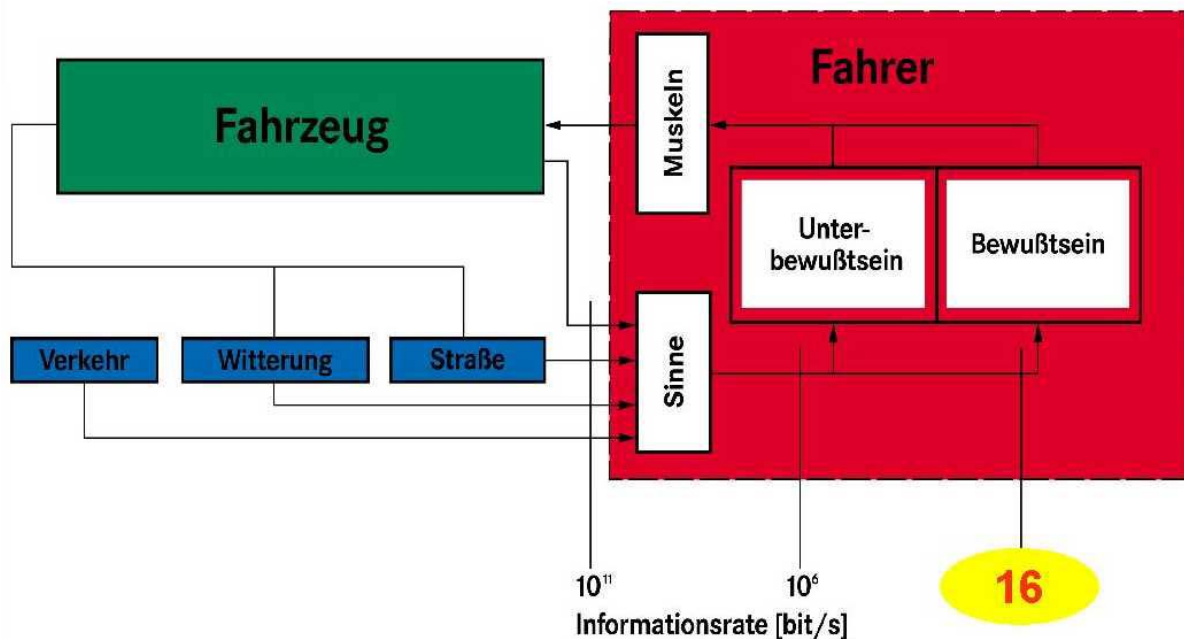 Fahrer
Fahrzeug
Muskeln
Unter-
bewußtsein
Bewußtsein
Verkehr
Witterung
Straße
Sinne
10¹¹
10⁶
16
Informationsrate [bit/s]